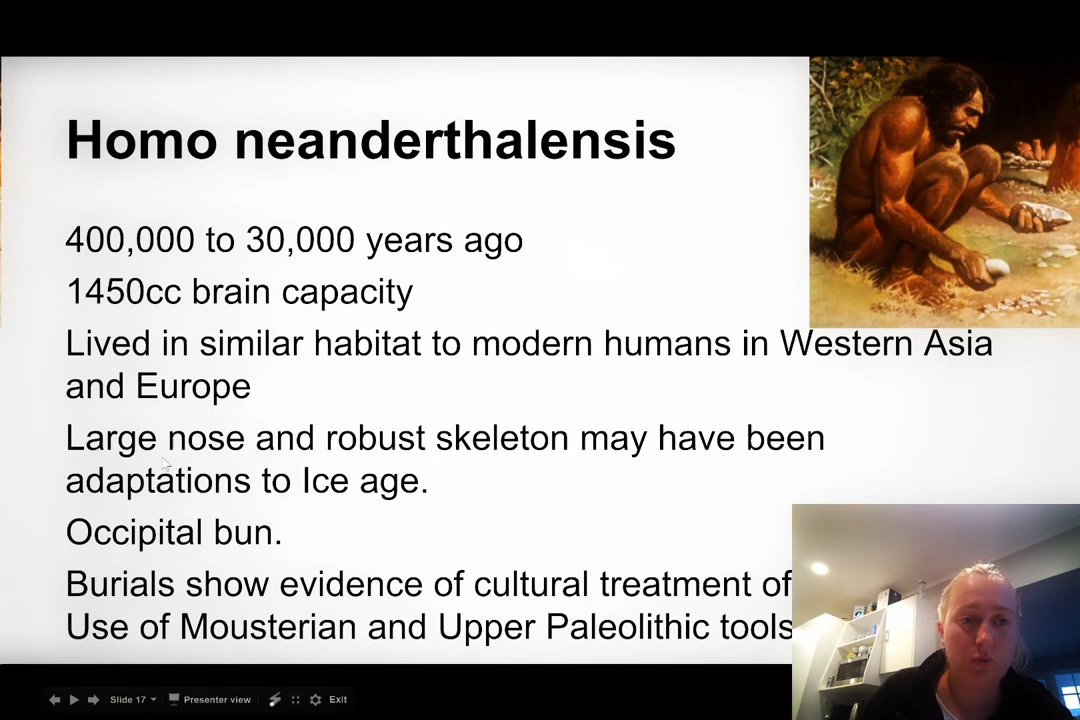 Homo neanderthalensis
400,000 to 30,000 years ago
1450cc brain capacity
Lived in similar habitat to modern humans in Western Asia
and Europe
Large nose and robust skeleton may have been
adaptations to Ice age.
Occipital bun.
Burials show evidence of cultural treatment of
Use of Mousterian and Upper Paleolithic tools
Slide 17 Presenter view Exit